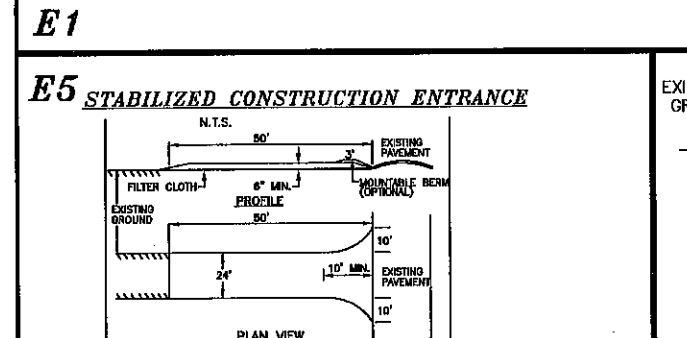 E1
E5 STABILIZED CONSTRUCTION ENTRANCE
EXI
GR
N.T.S.
50'
3"
EXISTING
PAVEMENT
FILTER CLOTH
6" MIN.
MOUNTABLE BERM
(OPTIONAL)
PROFILE
EXISTING
GROUND
50'
10'
24'
10' MIN.
EXISTING
PAVEMENT
10'
PLAN VIEW